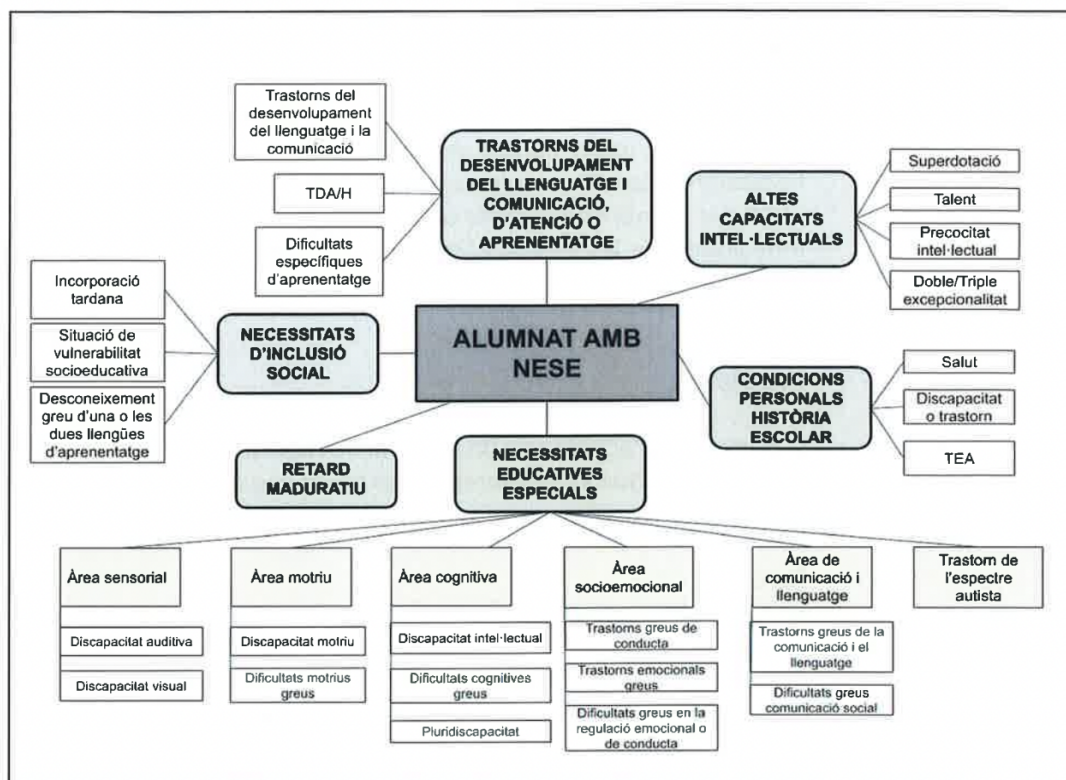 Trastorns del
desenvolupament
del llenguatge i la
comunicació
TDA/H
Dificultats
específiques
d'aprenentatge
TRASTORNS DEL
DESENVOLUPAMENT
DEL LLENGUATGE I
COMUNICACIÓ,
D'ATENCIÓ O
APRENENTATGE
ALTES
CAPACITATS
INTEL·LECTUALS
Superdotació
Talent
Precocitat
intel·lectual
Doble/Triple
excepcionalitat
Incorporació
tardana
Situació de
vulnerabilitat
socioeducativa
Desconeixement
greu d'una o les
dues llengües
d'aprenentatge
NECESSITATS
D'INCLUSIÓ
SOCIAL
ALUMNAT AMB
NESE
CONDICIONS
PERSONALS
HISTÒRIA
ESCOLAR
Salut
Discapacitat
o trastorn
TEA
RETARD
MADURATIU
NECESSITATS
EDUCATIVES
ESPECIALS
Àrea sensorial
Discapacitat auditiva
Discapacitat visual
Àrea motriu
Discapacitat motriu
Dificultats motrius
greus
Àrea cognitiva
Discapacitat intel·lectual
Dificultats cognitives
greus
Pluridiscapacitat
Àrea
socioemocional
Trastorns greus de
conducta
Trastorns emocionals
greus
Dificultats greus en la
regulació emocional o
de conducta
Àrea de
comunicació i
llenguatge
Trastorns greus de la
comunicació i el
llenguatge
Dificultats greus
comunicació social
Trastorn de
l'espectre
autista